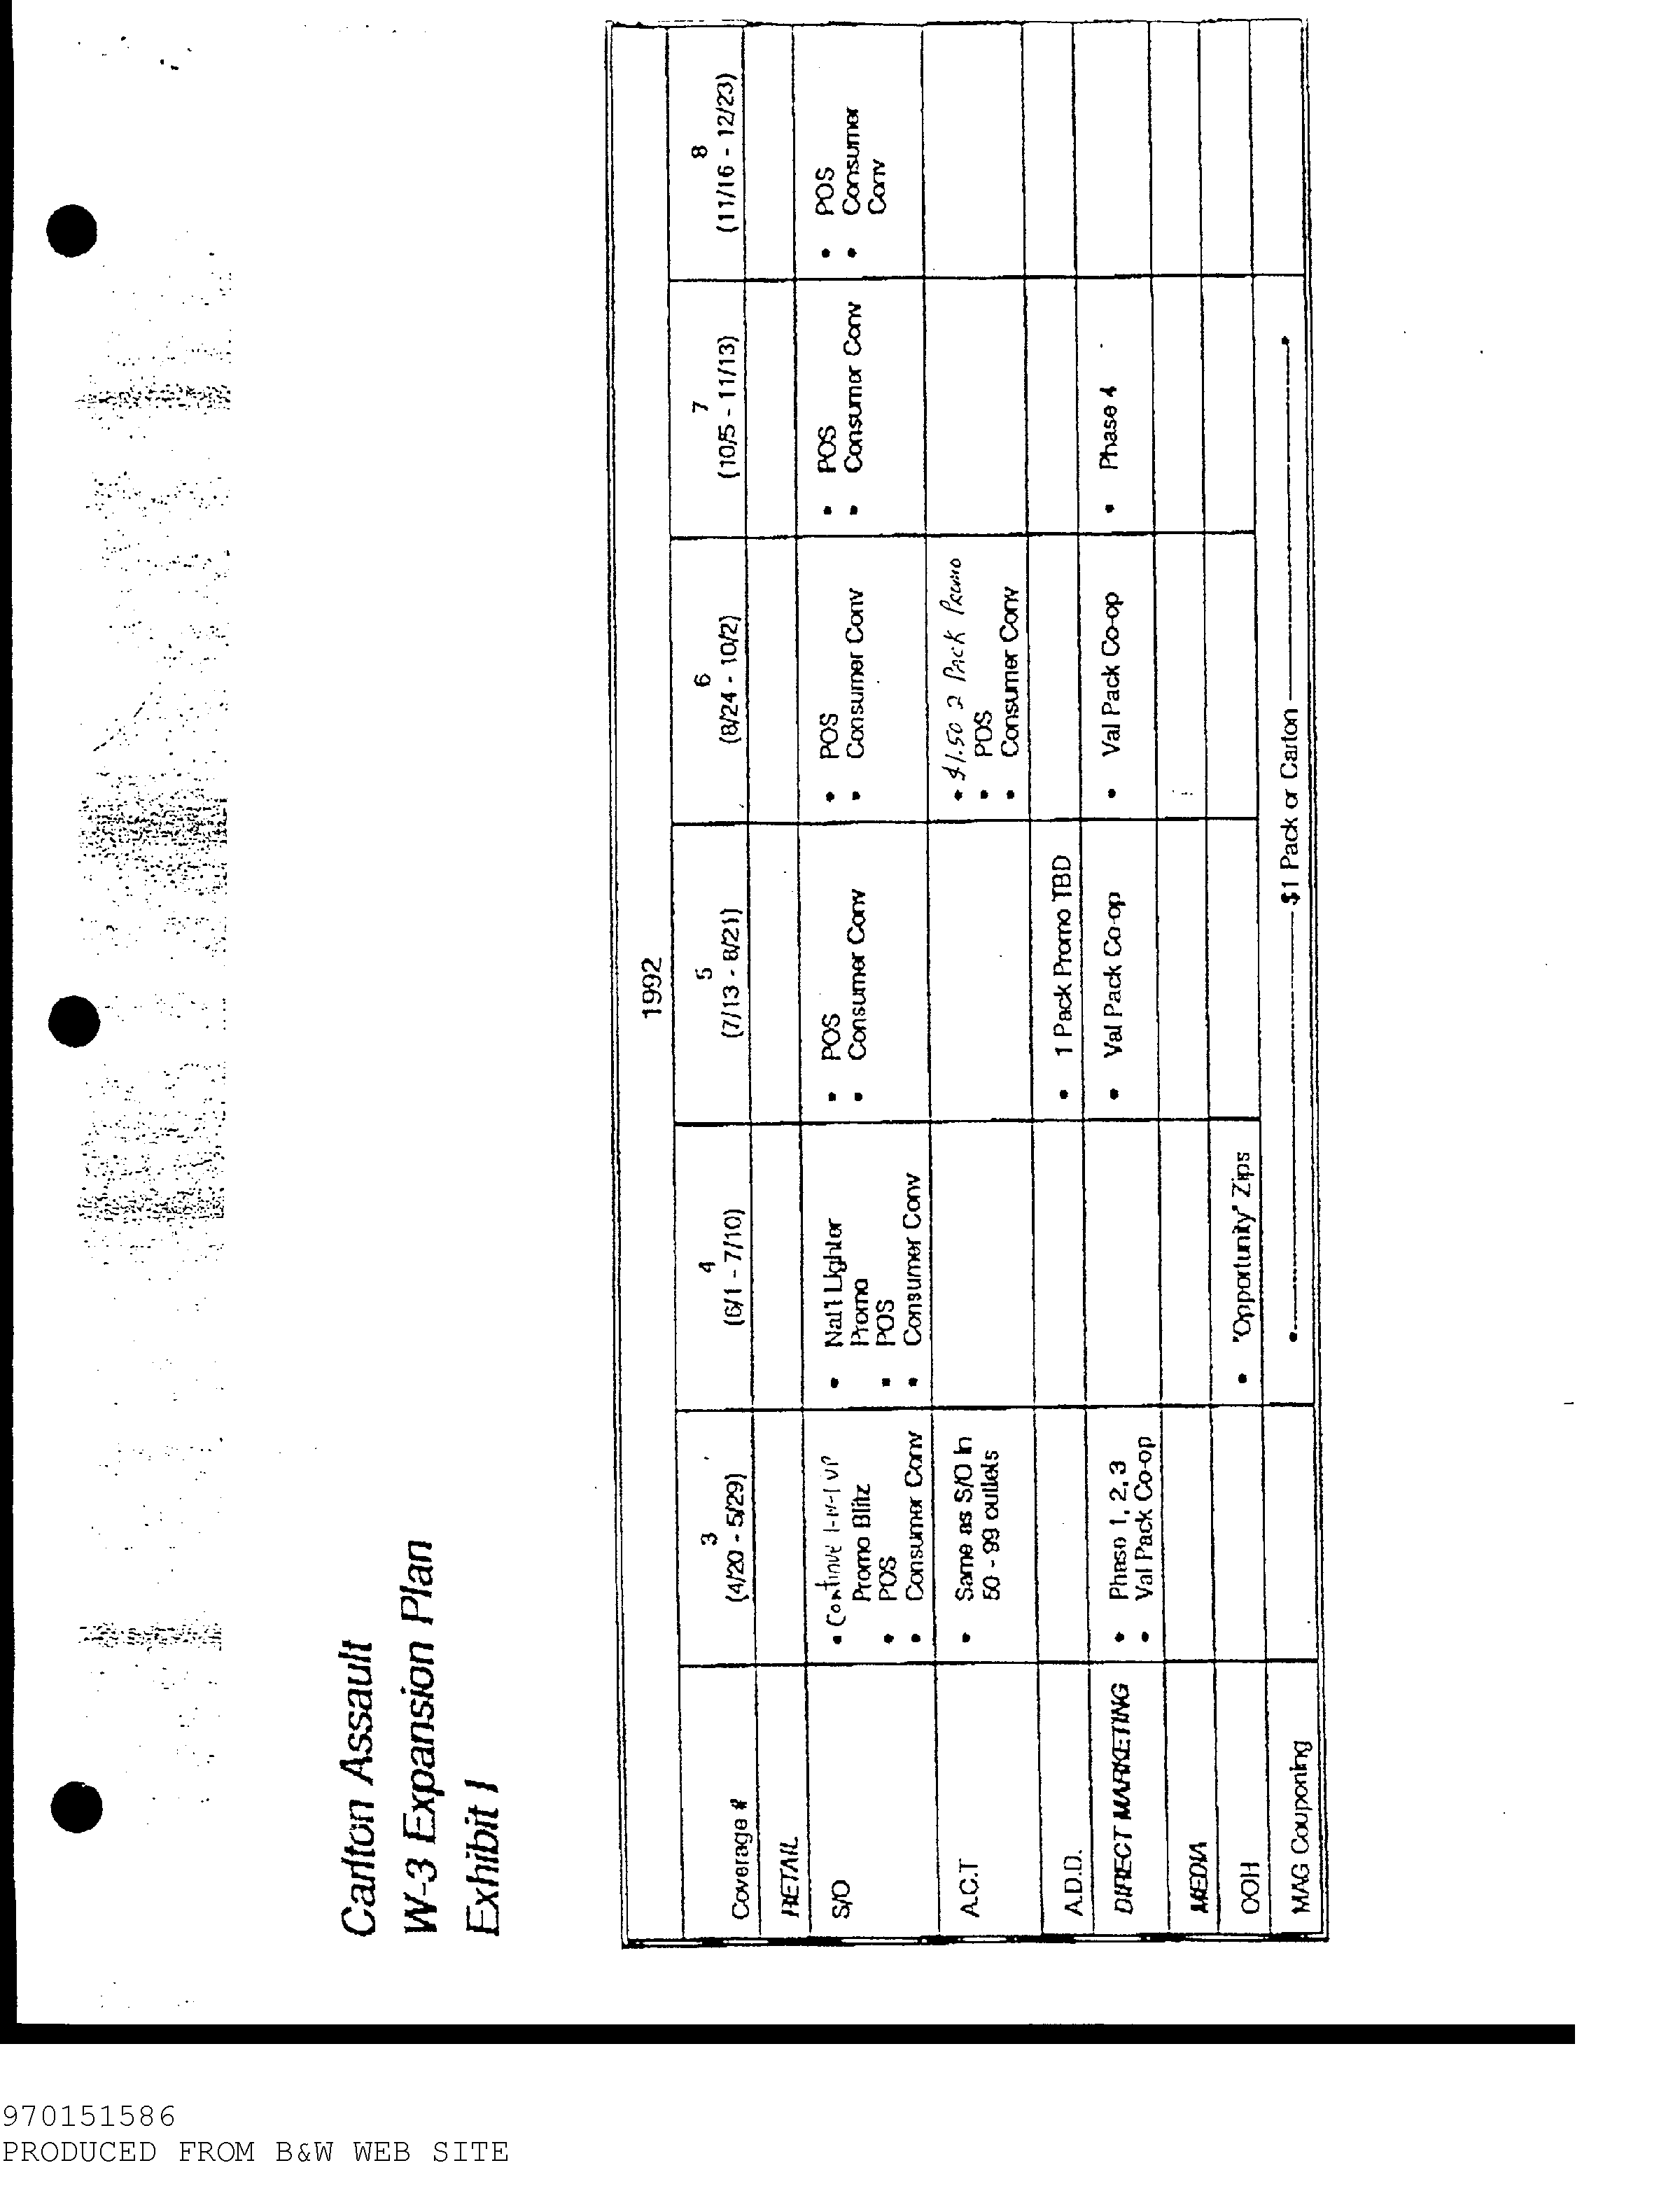 Carlton Assault
W-3 Expansion Plan
Exhibit 1
1992
Coverage #
3
(4/20 - 5/29)
4
(6/1 - 7/10)
5
(7/13 - 8/21)
6
(8/24 - 10/2)
7
(10/5 - 11/13)
8
(11/16 - 12/23)
RETAIL
S/O
• Continue 1-W-1 VP
Promo Blitz
• POS
• Consumer Conv
• Nat'l Lighter
Promo
• POS
• Consumer Conv
• POS
• Consumer Conv
• POS
• Consumer Conv
• POS
• Consumer Conv
• POS
• Consumer
Conv
A.C.T
• Same as S/O in
50 - 99 outlets
• $1.50 2 Pack Promo
• POS
• Consumer Conv
A.D.D.
• 1 Pack Promo TBD
DIRECT MARKETING
• Phase 1, 2, 3
• Val Pack Co-op
• Val Pack Co-op
• Val Pack Co-op
• Phase 4
MEDIA
OOH
• "Opportunity" Zips
MAG Couponing
$1 Pack or Carton
970151586
PRODUCED FROM B&W WEB SITE